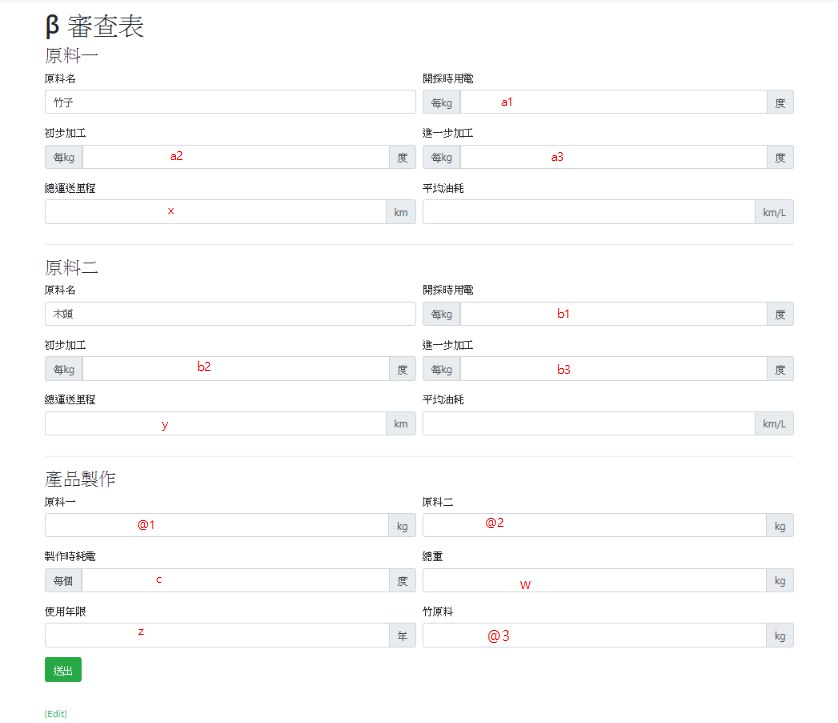 β 審查表
原料一
原料名 開採時用電
竹子 每kg a1 度
初步加工 進一步加工
每kg a2 度 每kg a3 度
總運送里程 平均油耗
x km km/L
原料二
原料名 開採時用電
木頭 每kg b1 度
初步加工 進一步加工
每kg b2 度 每kg b3 度
總運送里程 平均油耗
y km km/L
產品製作
原料一 原料二
@1 kg @2 kg
製作時耗電 總重
每個 c 度 w kg
使用年限 竹原料
z 年 @3 kg
送出
(Edit)